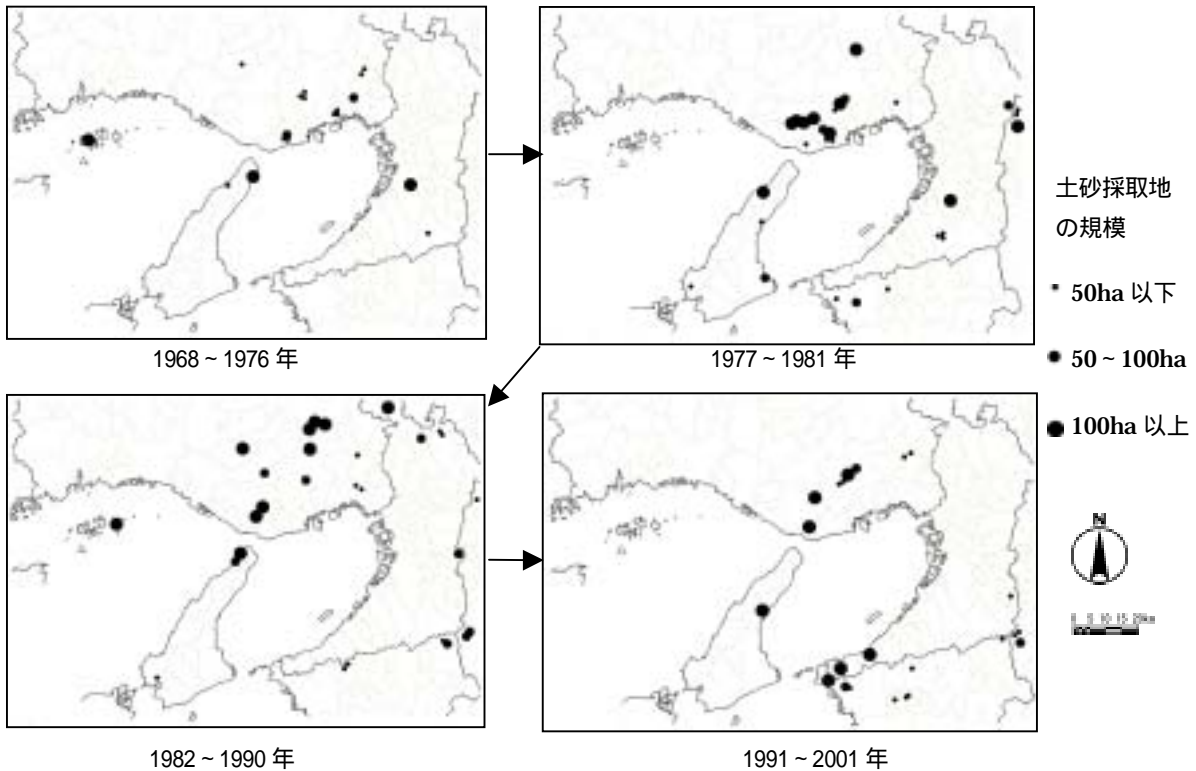 1968 ~ 1976 年
1977 ~ 1981 年
土砂採取地
の規模
50ha 以下
50 ~ 100ha
100ha 以上
N
1982 ~ 1990 年
1991 ~ 2001 年